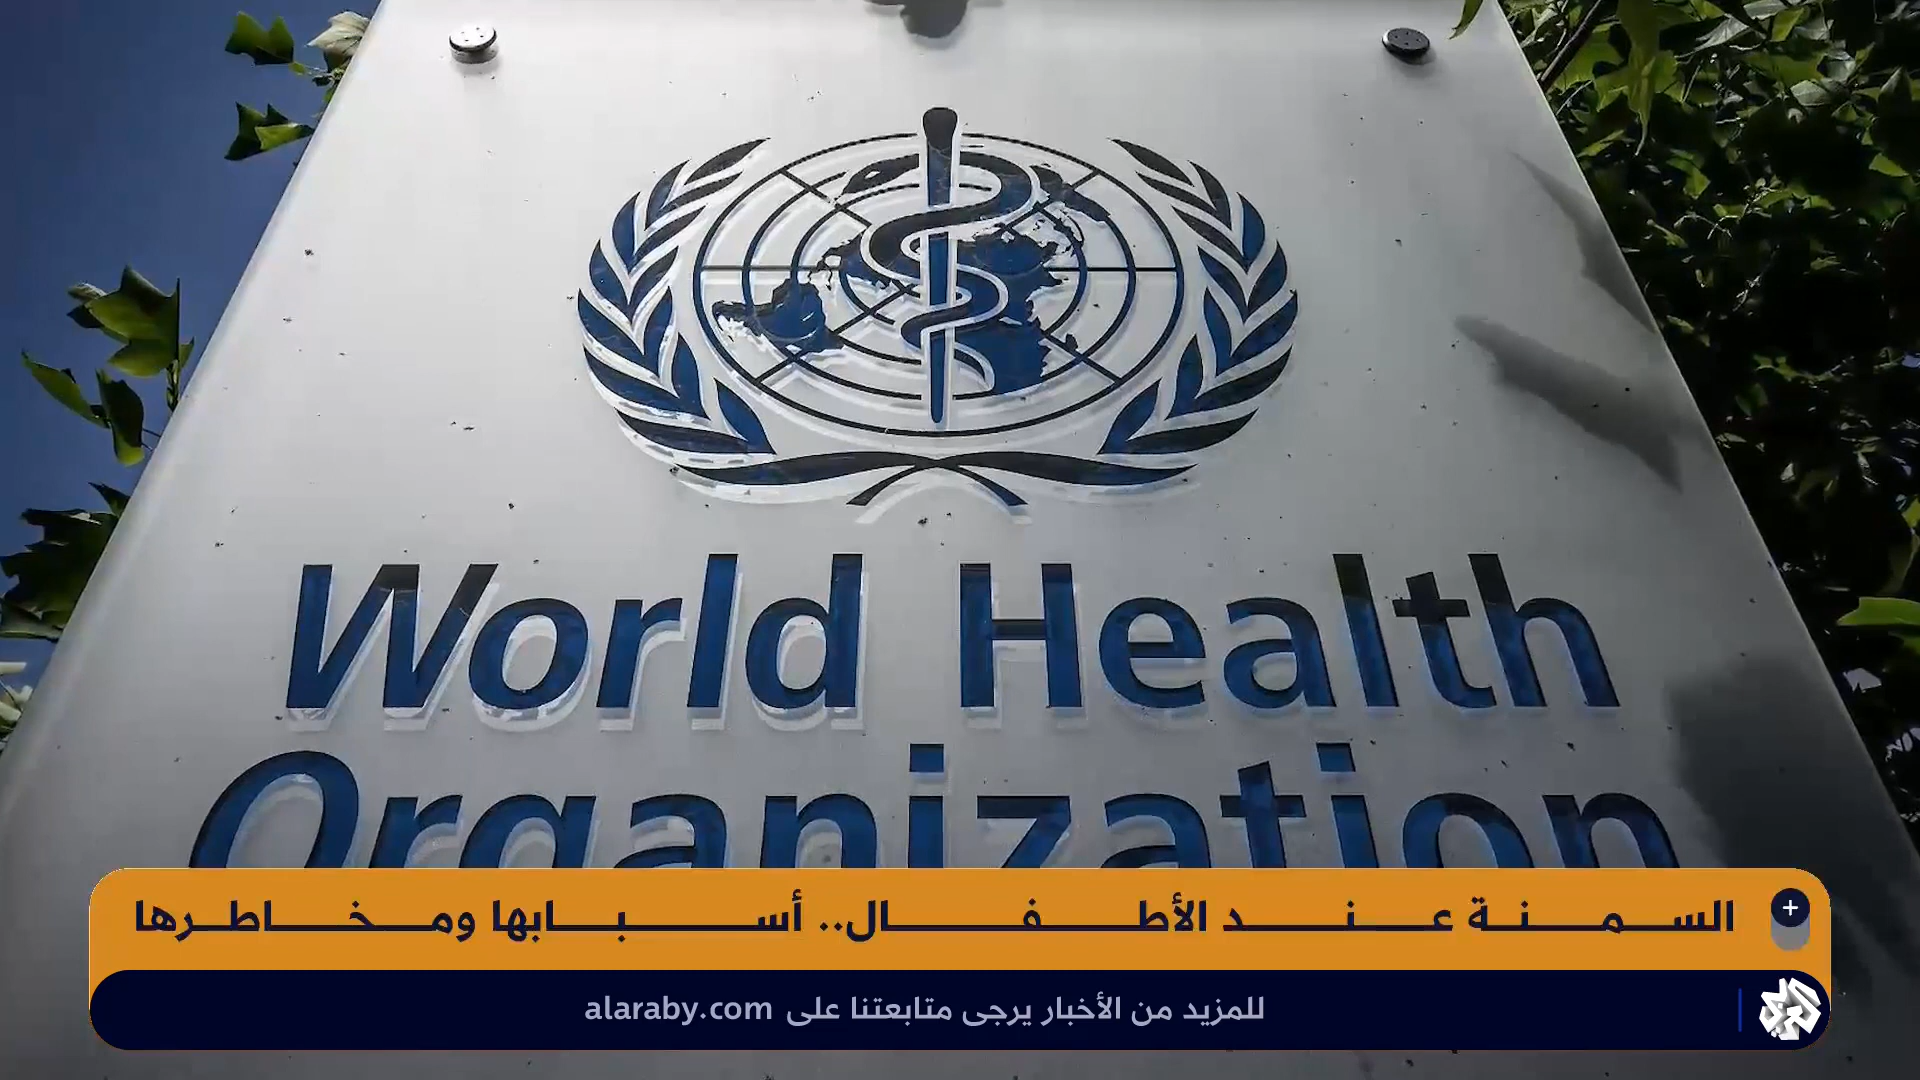 World Health
Organization
السمنة عند الأطفال.. أسبابها ومخاطرها
للمزيد من الأخبار يرجى متابعتنا على alaraby.com